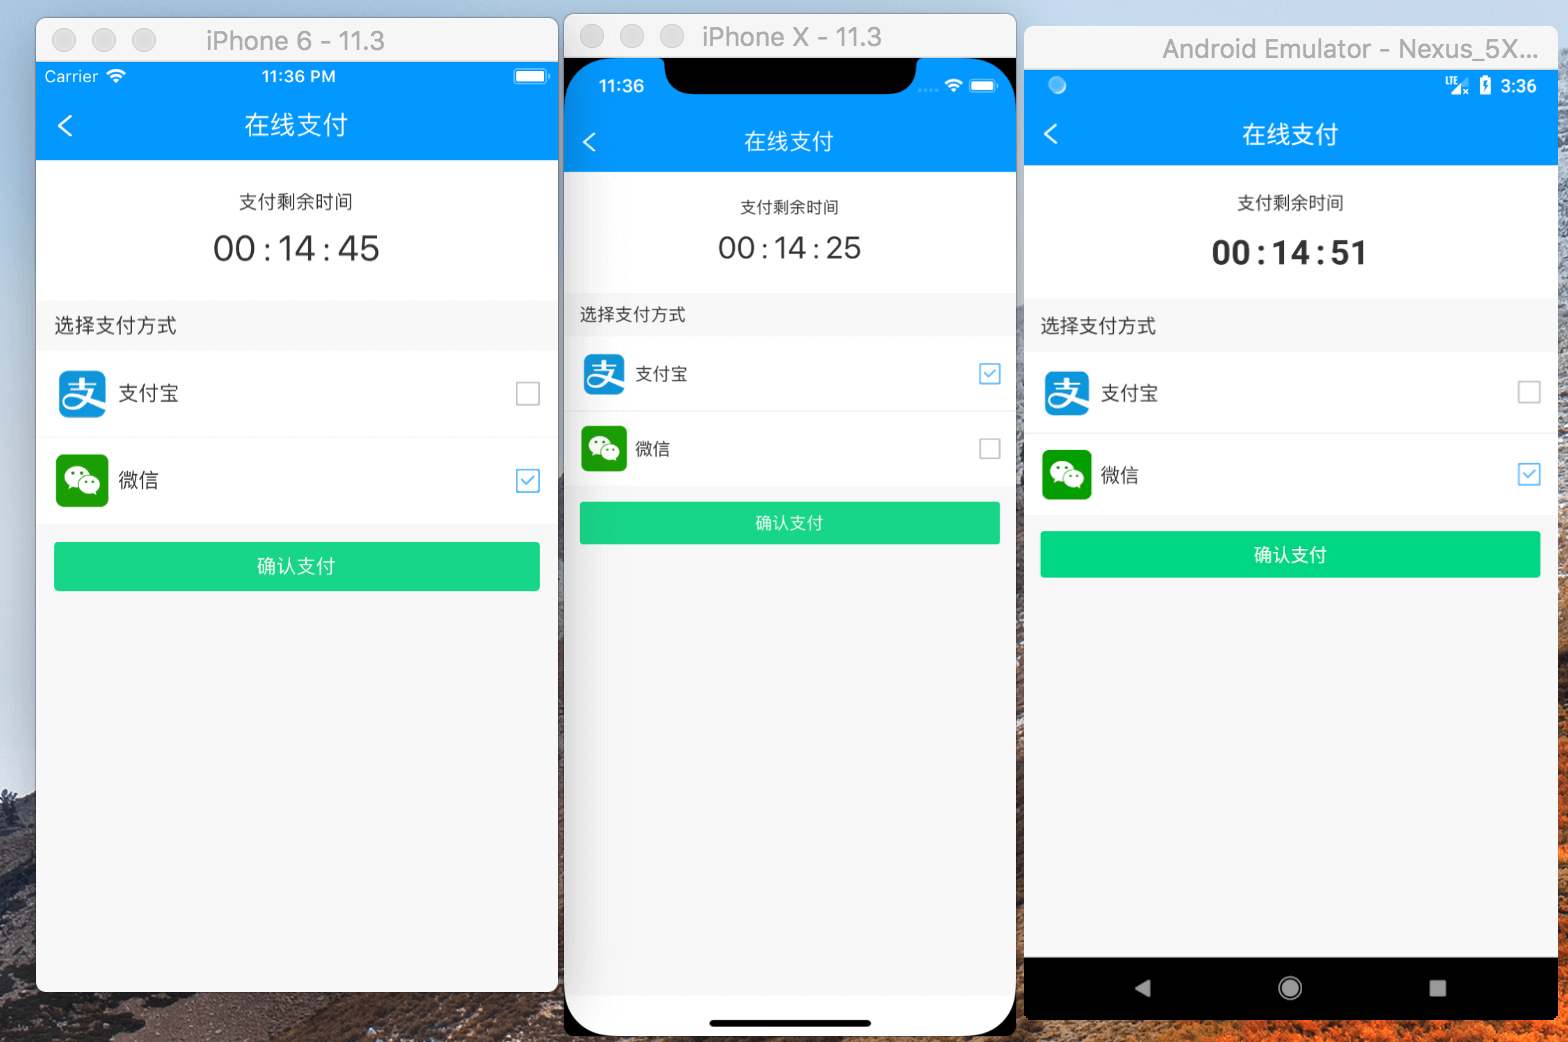 iPhone 6 - 11.3
Carrier 11:36 PM
在线支付
支付剩余时间
00 : 14 : 45
选择支付方式
支 支付宝
微信
确认支付
iPhone X - 11.3
11:36
在线支付
支付剩余时间
00 : 14 : 25
选择支付方式
支 支付宝
微信
确认支付
Android Emulator - Nexus_5X...
LTE 3:36
在线支付
支付剩余时间
00 : 14 : 51
选择支付方式
支 支付宝
微信
确认支付